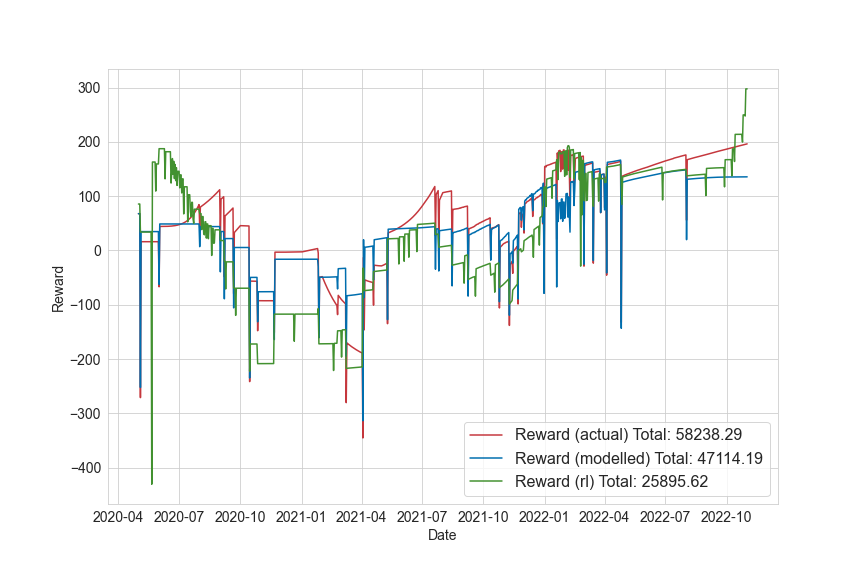 300
200
100
0
−100
−200
−300
−400
Reward
Reward (actual) Total: 58238.29
Reward (modelled) Total: 47114.19
Reward (rl) Total: 25895.62
2020-04 2020-07 2020-10 2021-01 2021-04 2021-07 2021-10 2022-01 2022-04 2022-07 2022-10
Date